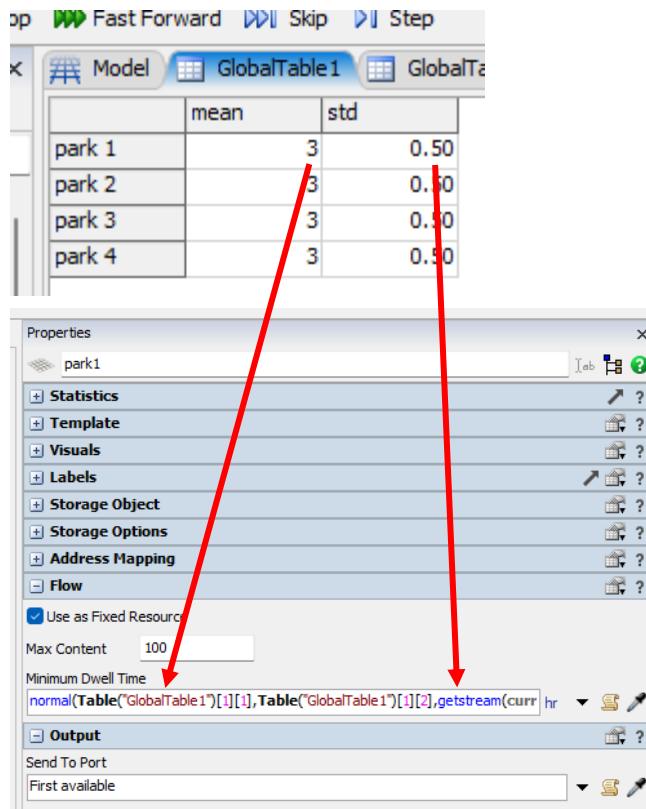 Fast Forward Skip Step
Model GlobalTable1
mean std
park 1 3 0.50
park 2 3 0.50
park 3 3 0.50
park 4 3 0.50
Properties
park1
Statistics
Template
Visuals
Labels
Storage Object
Storage Options
Address Mapping
Flow
Use as Fixed Resource
Max Content 100
Minimum Dwell Time
normal(Table("GlobalTable1")[1][1],Table("GlobalTable1")[1][2],getstream(curr hr
Output
Send To Port
First available